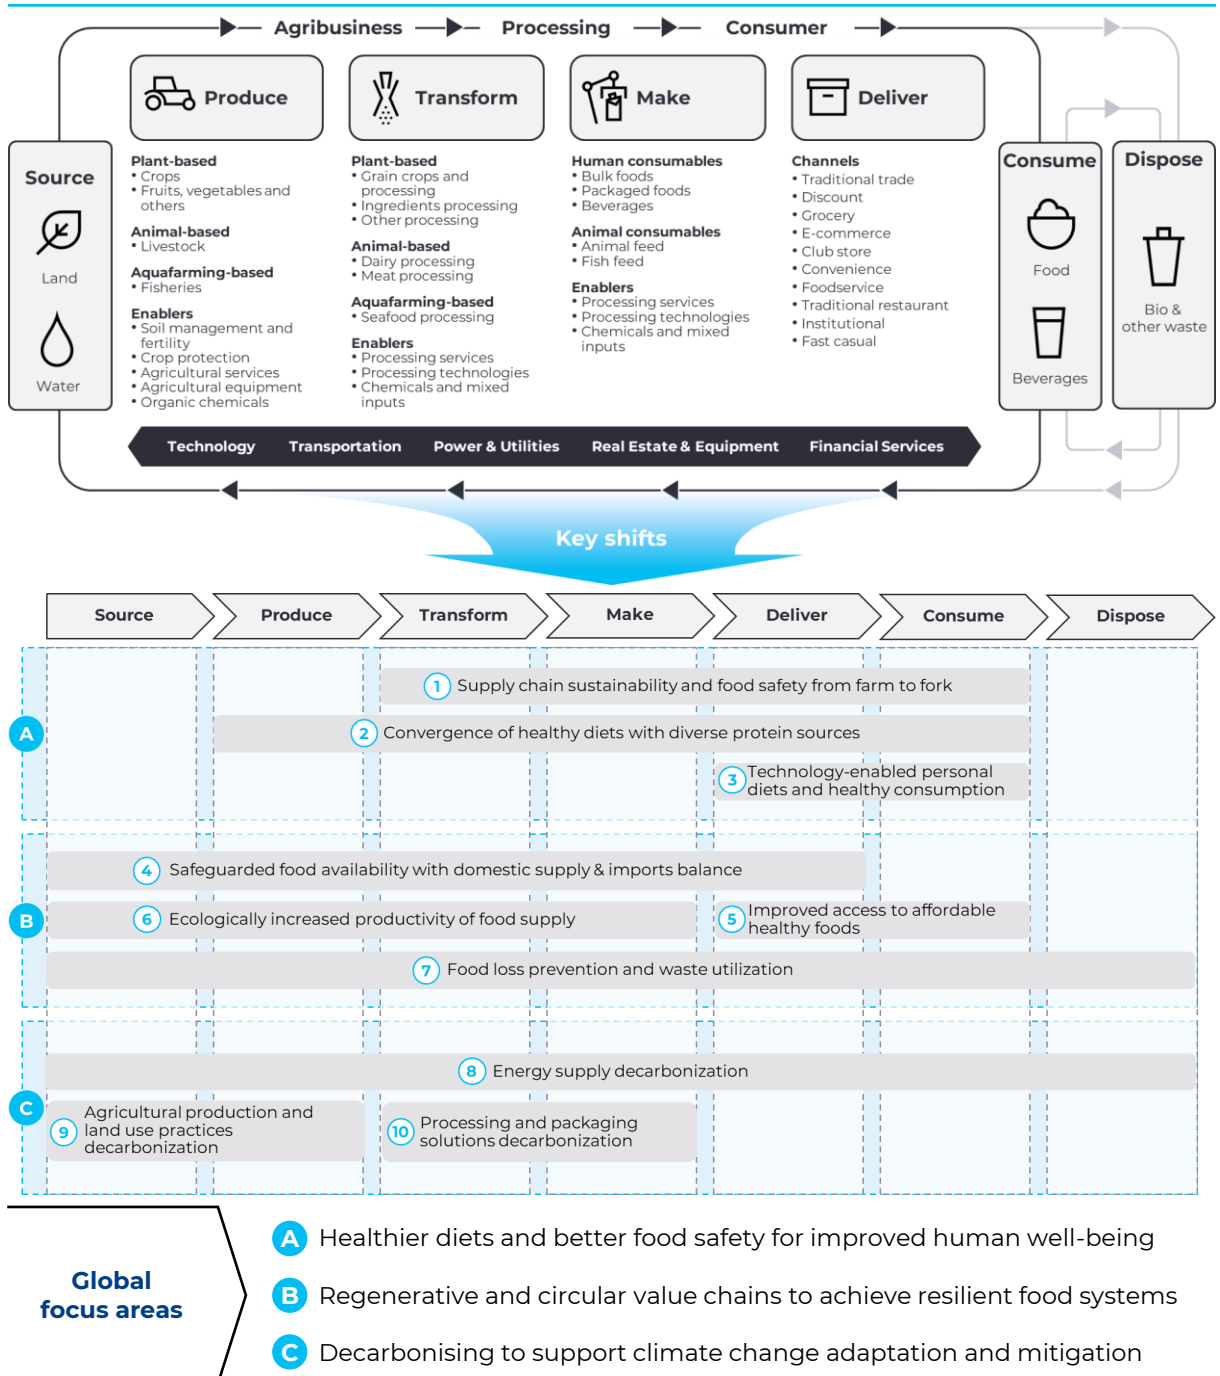 Agribusiness
Processing
Consumer
Produce
Transform
Make
Deliver
Source
Land
Water
Plant-based
• Crops
• Fruits, vegetables and
others
Animal-based
• Livestock
Aquafarming-based
• Fisheries
Enablers
• Soil management and
fertility
• Crop protection
• Agricultural services
• Agricultural equipment
• Organic chemicals
Plant-based
• Grain crops and
processing
• Ingredients processing
• Other processing
Animal-based
• Dairy processing
• Meat processing
Aquafarming-based
• Seafood processing
Enablers
• Processing services
• Processing technologies
• Chemicals and mixed
inputs
Human consumables
• Bulk foods
• Packaged foods
• Beverages
Animal consumables
• Animal feed
• Fish feed
Enablers
• Processing services
• Processing technologies
• Chemicals and mixed
inputs
Channels
• Traditional trade
• Discount
• Grocery
• E-commerce
• Club store
• Convenience
• Foodservice
• Traditional restaurant
• Institutional
• Fast casual
Consume
Food
Beverages
Dispose
Bio &
other waste
Technology
Transportation
Power & Utilities
Real Estate & Equipment
Financial Services
Key shifts
Source
Produce
Transform
Make
Deliver
Consume
Dispose
A
1 Supply chain sustainability and food safety from farm to fork
2 Convergence of healthy diets with diverse protein sources
3 Technology-enabled personal
diets and healthy consumption
B
4 Safeguarded food availability with domestic supply & imports balance
6 Ecologically increased productivity of food supply
5 Improved access to affordable
healthy foods
7 Food loss prevention and waste utilization
C
8 Energy supply decarbonization
9 Agricultural production and
land use practices
decarbonization
10 Processing and packaging
solutions decarbonization
Global
focus areas
A Healthier diets and better food safety for improved human well-being
B Regenerative and circular value chains to achieve resilient food systems
C Decarbonising to support climate change adaptation and mitigation